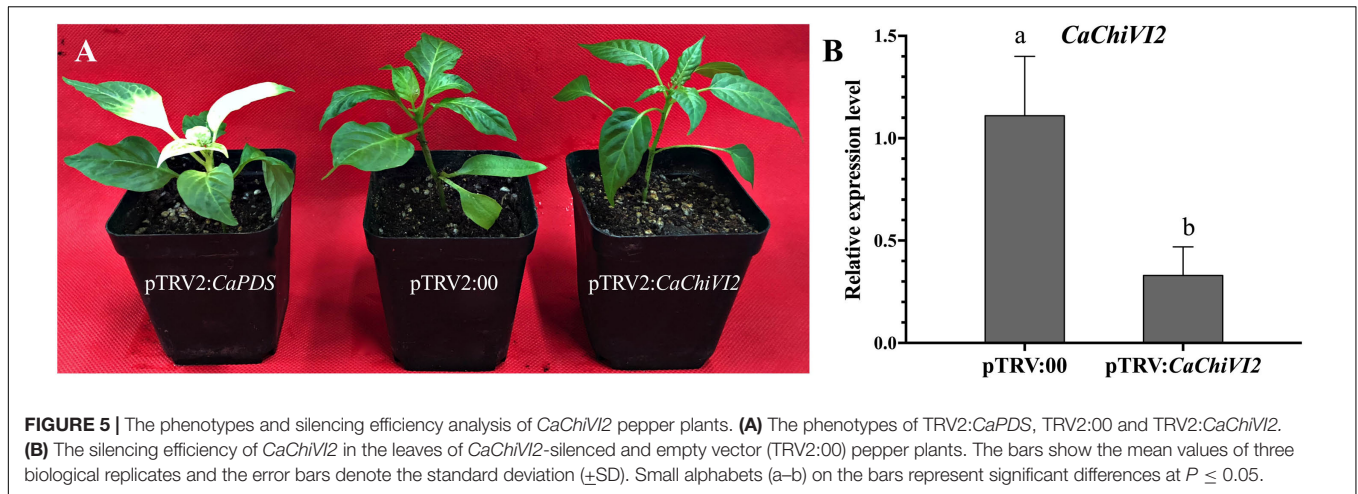 A
pTRV2:CaPDS
pTRV2:00
pTRV2:CaChiVI2
B
CaChiVI2
Relative expression level
1.5
1.0
0.5
0.0
a
b
pTRV:00
pTRV:CaChiVI2
FIGURE 5 | The phenotypes and silencing efficiency analysis of CaChiVI2 pepper plants. (A) The phenotypes of TRV2:CaPDS, TRV2:00 and TRV2:CaChiVI2.
(B) The silencing efficiency of CaChiVI2 in the leaves of CaChiVI2-silenced and empty vector (TRV2:00) pepper plants. The bars show the mean values of three
biological replicates and the error bars denote the standard deviation (±SD). Small alphabets (a–b) on the bars represent significant differences at P ≤ 0.05.